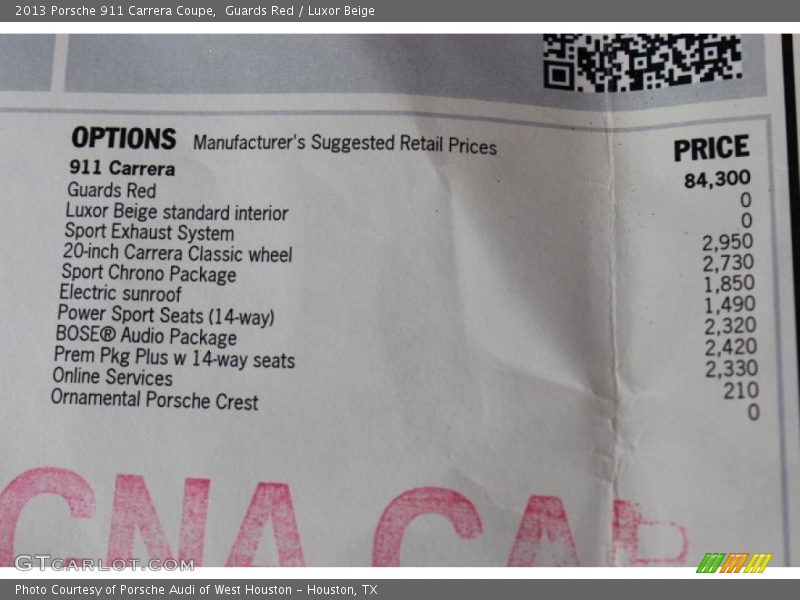 2013 Porsche 911 Carrera Coupe,  Guards Red / Luxor Beige
OPTIONS Manufacturer's Suggested Retail Prices PRICE
911 Carrera 84,300
Guards Red 0
Luxor Beige standard interior 0
Sport Exhaust System 2,950
20-inch Carrera Classic wheel 2,730
Sport Chrono Package 1,850
Electric sunroof 1,490
Power Sport Seats (14-way) 2,320
BOSE® Audio Package 2,420
Prem Pkg Plus w 14-way seats 2,330
Online Services 210
Ornamental Porsche Crest 0
CNA CA
GTCARLOT.COM
Photo Courtesy of Porsche Audi of West Houston – Houston, TX